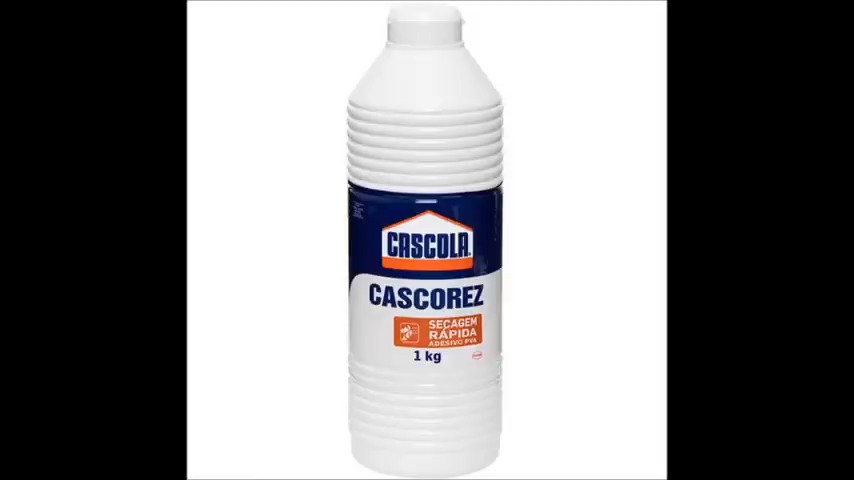 CASCOLA
CASCOREZ
SECAGEM
RÁPIDA
ADESIVO PVA
1 kg